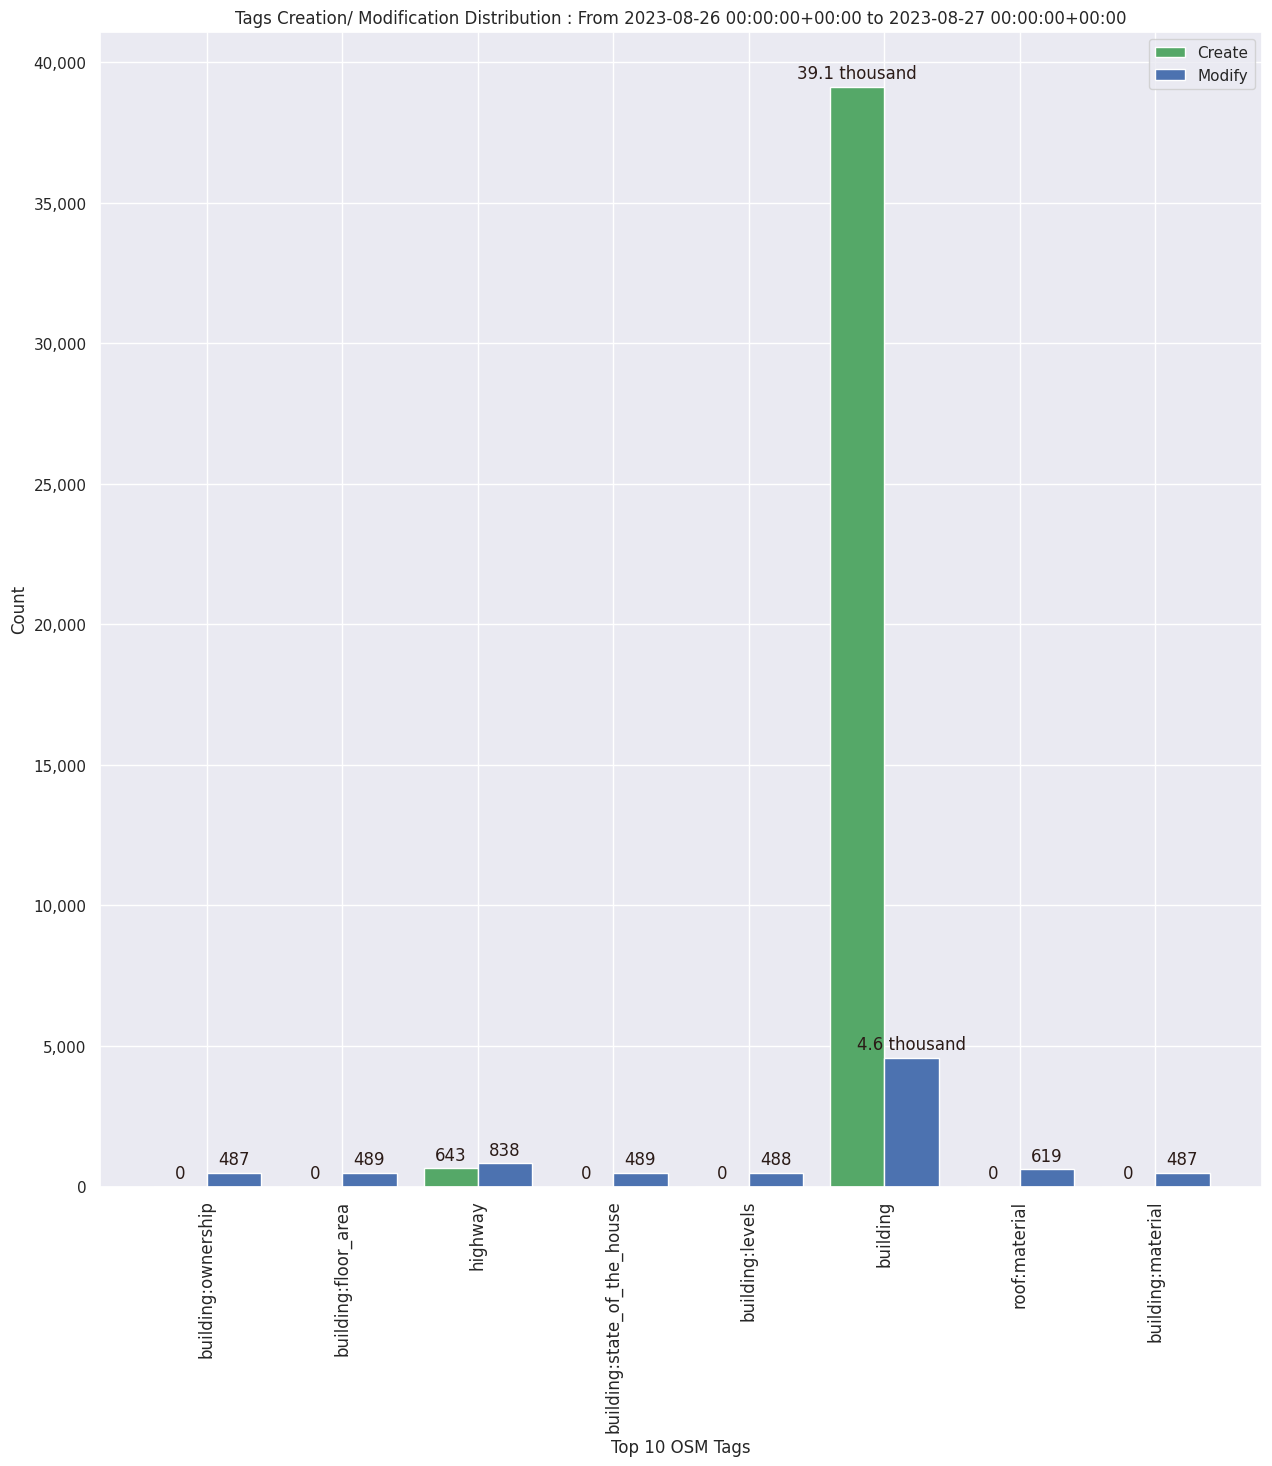 Tags Creation/ Modification Distribution : From 2023-08-26 00:00:00+00:00 to 2023-08-27 00:00:00+00:00
Create
Modify
Count
40,000
35,000
30,000
25,000
20,000
15,000
10,000
5,000
0
0
487
0
489
643
838
0
489
0
488
39.1 thousand
4.6 thousand
0
619
0
487
building:ownership
building:floor_area
highway
building:state_of_the_house
building:levels
building
roof:material
building:material
Top 10 OSM Tags